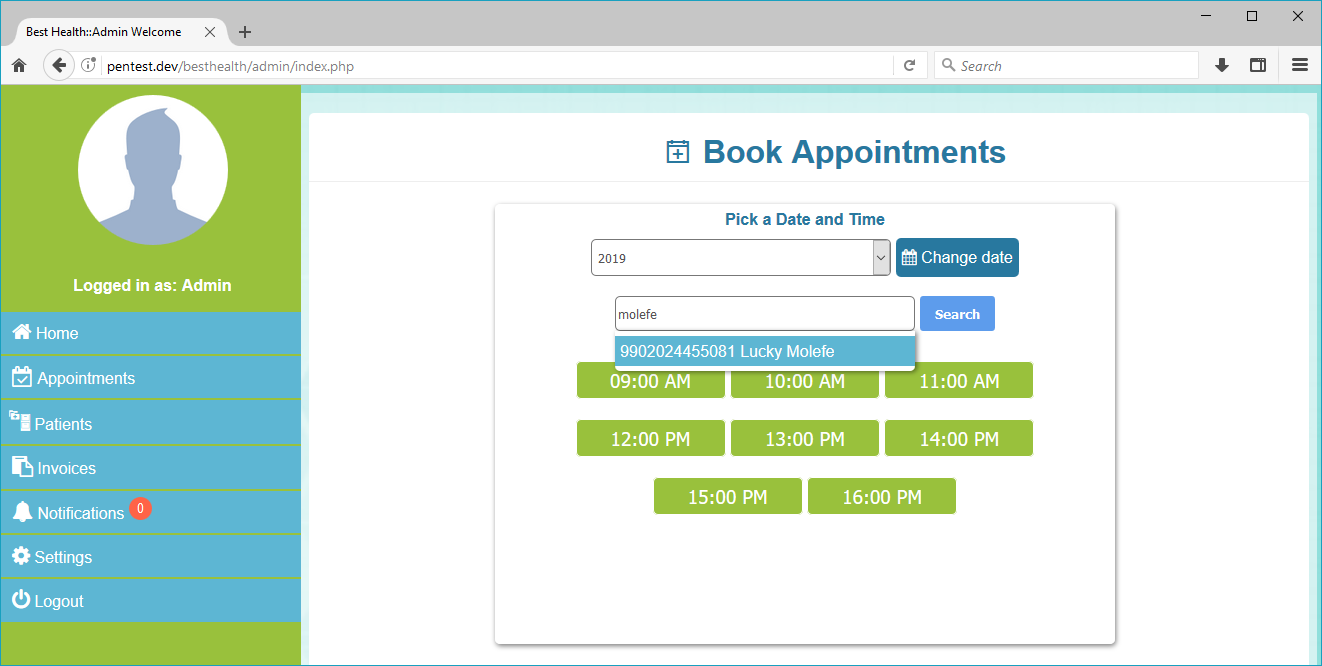 Best Health::Admin Welcome
pentest.dev/besthealth/admin/index.php
Search
Logged in as: Admin
Home
Appointments
Patients
Invoices
Notifications 0
Settings
Logout
Book Appointments
Pick a Date and Time
2019 Change date
molefe Search
9902024455081 Lucky Molefe
09:00 AM 10:00 AM 11:00 AM
12:00 PM 13:00 PM 14:00 PM
15:00 PM 16:00 PM